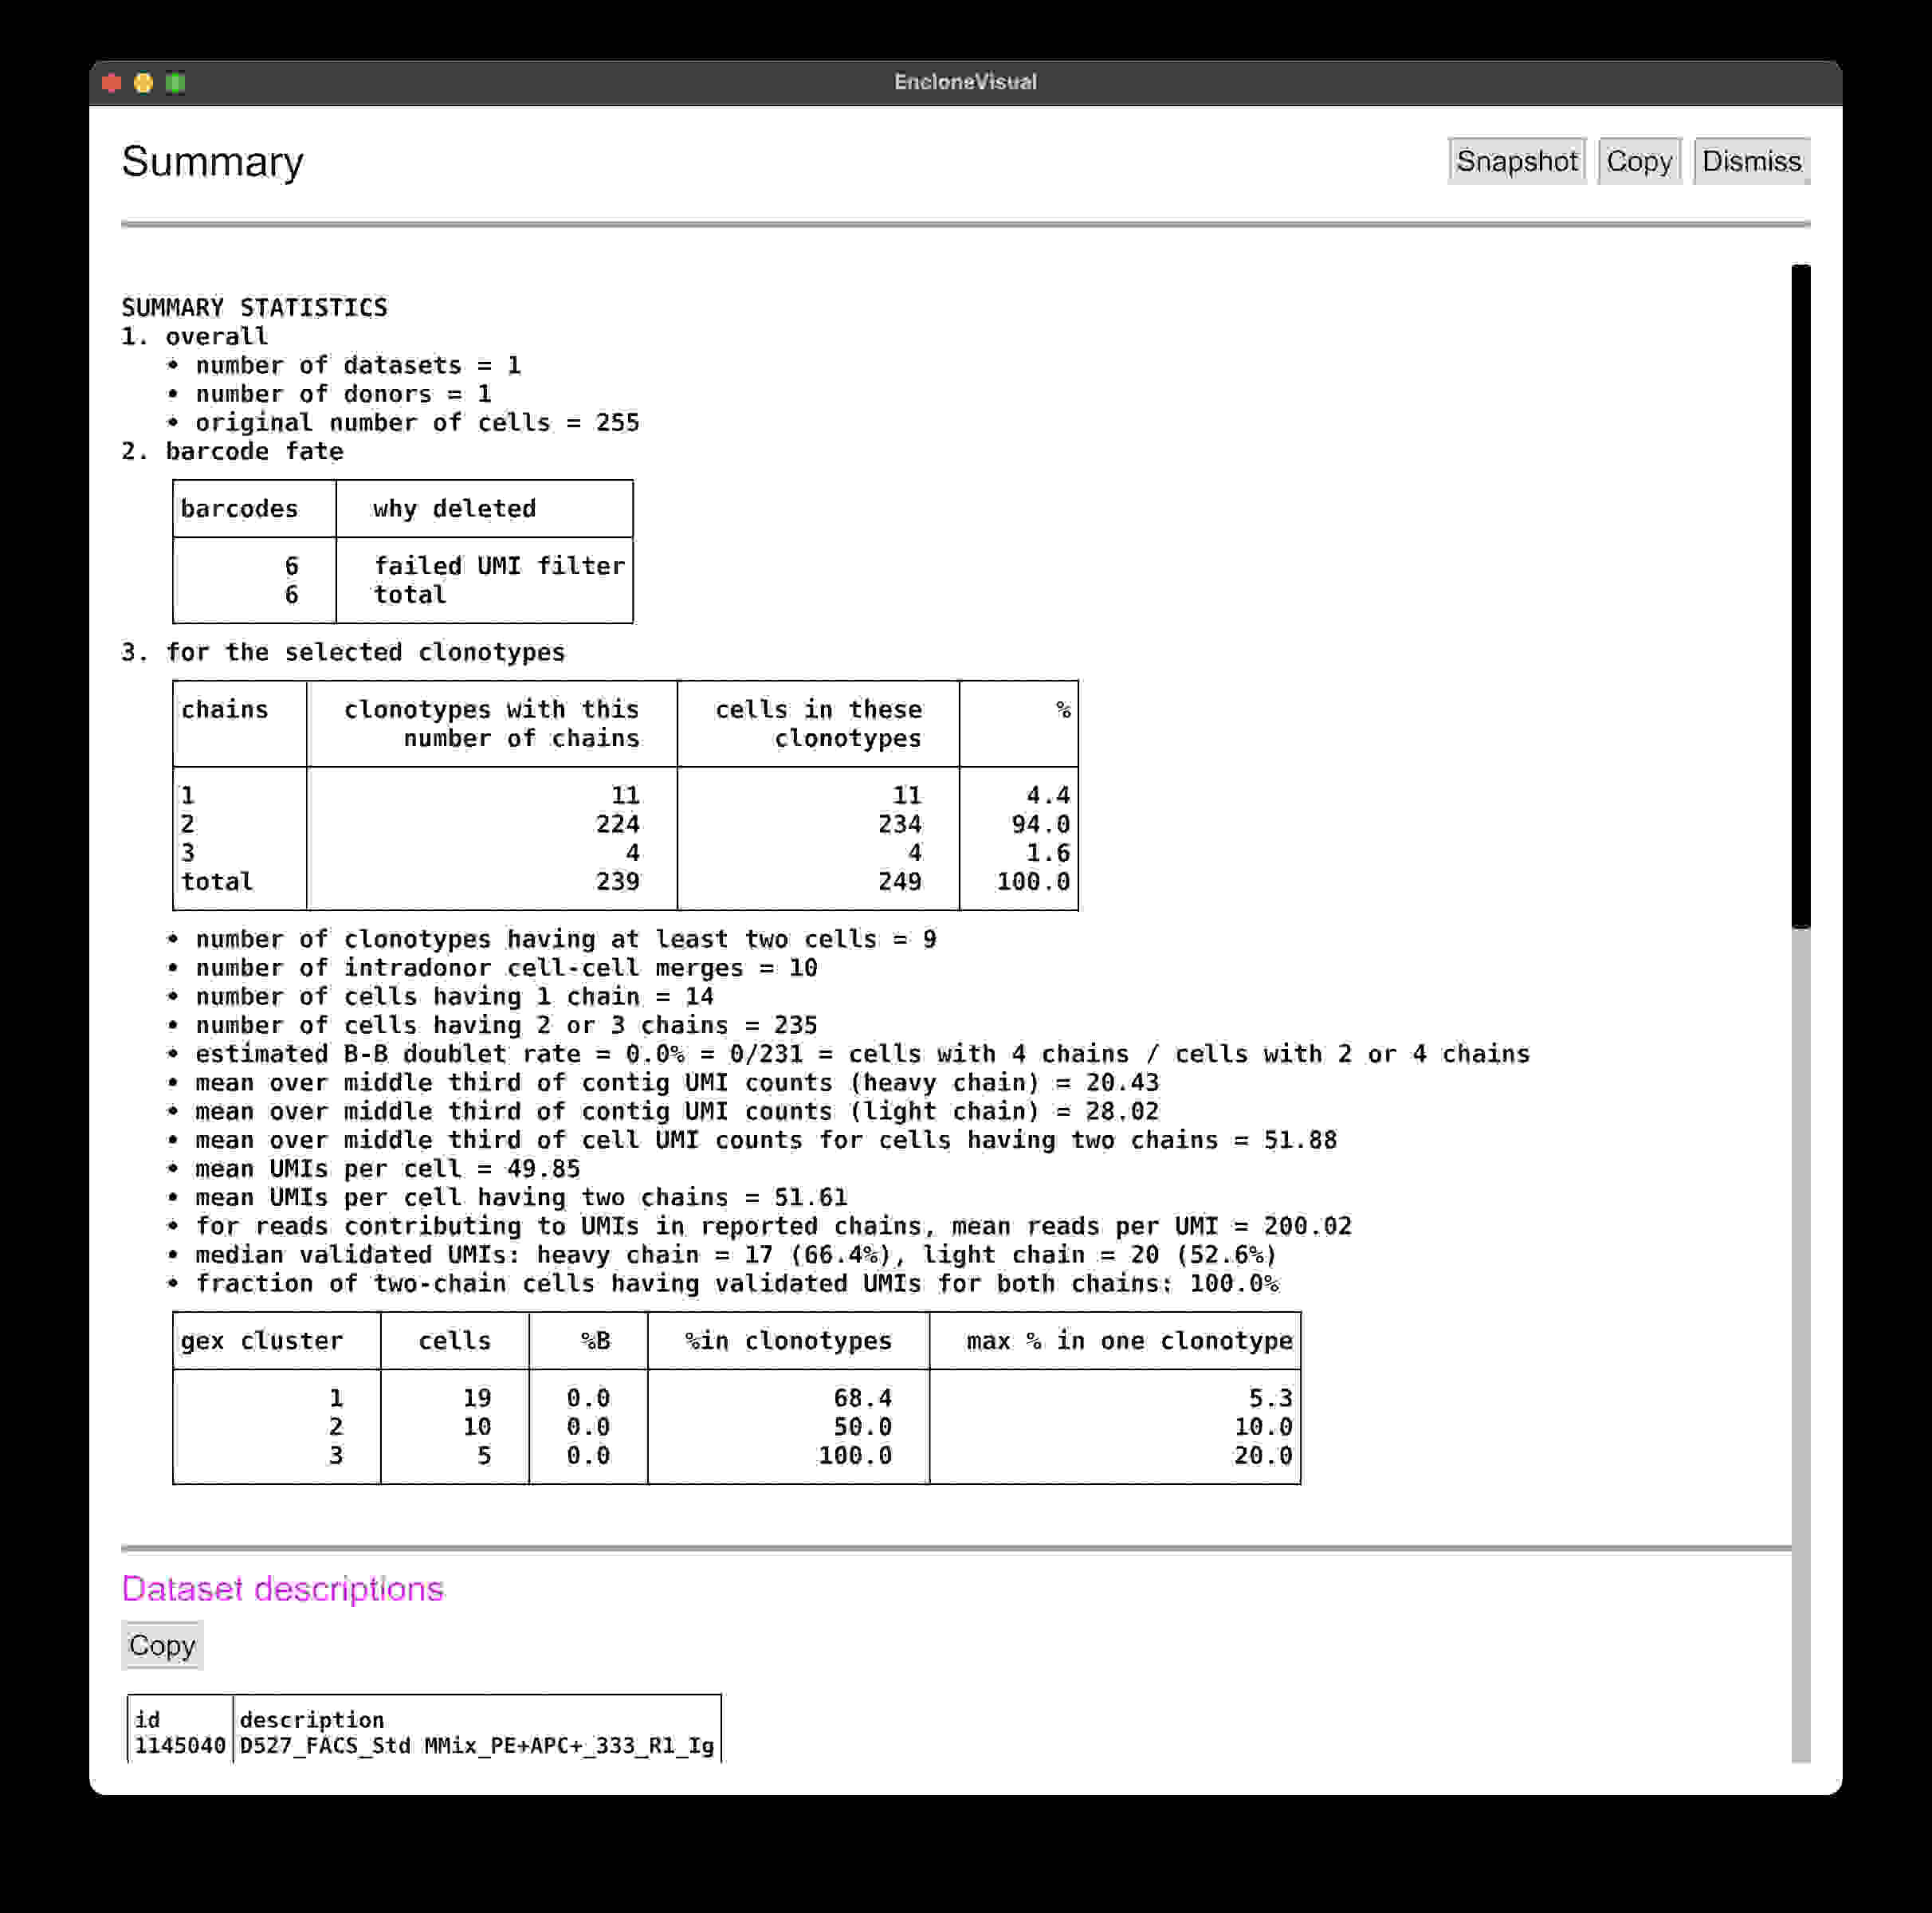 EncloneVisual
Summary
Snapshot Copy Dismiss
SUMMARY STATISTICS
1. overall
• number of datasets = 1
• number of donors = 1
• original number of cells = 255
2. barcode fate
barcodes why deleted
6 failed UMI filter
6 total
3. for the selected clonotypes
chains clonotypes with this cells in these %
number of chains clonotypes
1 11 11 4.4
2 224 234 94.0
3 4 4 1.6
total 239 249 100.0
• number of clonotypes having at least two cells = 9
• number of intradonor cell-cell merges = 10
• number of cells having 1 chain = 14
• number of cells having 2 or 3 chains = 235
• estimated B-B doublet rate = 0.0% = 0/231 = cells with 4 chains / cells with 2 or 4 chains
• mean over middle third of contig UMI counts (heavy chain) = 20.43
• mean over middle third of contig UMI counts (light chain) = 28.02
• mean over middle third of cell UMI counts for cells having two chains = 51.88
• mean UMIs per cell = 49.85
• mean UMIs per cell having two chains = 51.61
• for reads contributing to UMIs in reported chains, mean reads per UMI = 200.02
• median validated UMIs: heavy chain = 17 (66.4%), light chain = 20 (52.6%)
• fraction of two-chain cells having validated UMIs for both chains: 100.0%
gex cluster cells %B %in clonotypes max % in one clonotype
1 19 0.0 68.4 5.3
2 10 0.0 50.0 10.0
3 5 0.0 100.0 20.0
Dataset descriptions
Copy
id description
1145040 D527_FACS_Std MMix_PE+APC+_333_R1_Ig